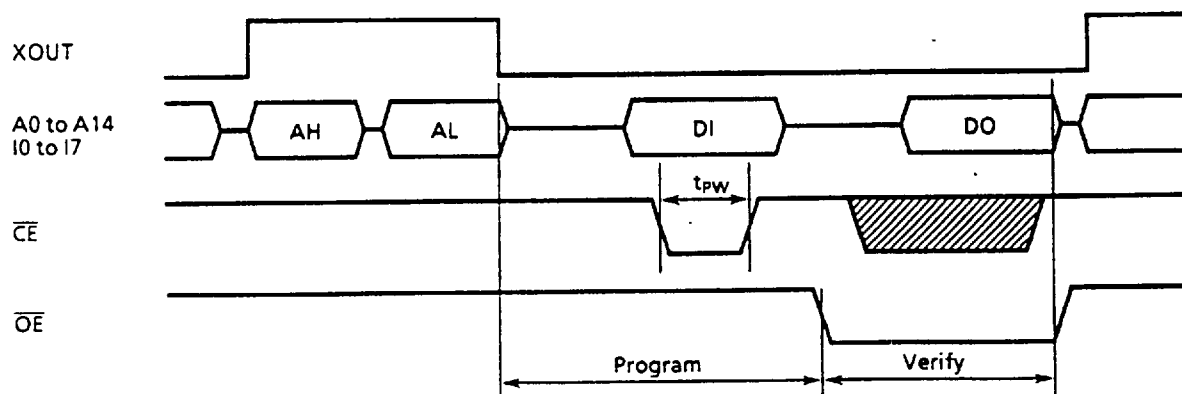 XOUT
A0 to A14
I0 to I7
AH
AL
DI
DO
tPW
CE
OE
Program
Verify